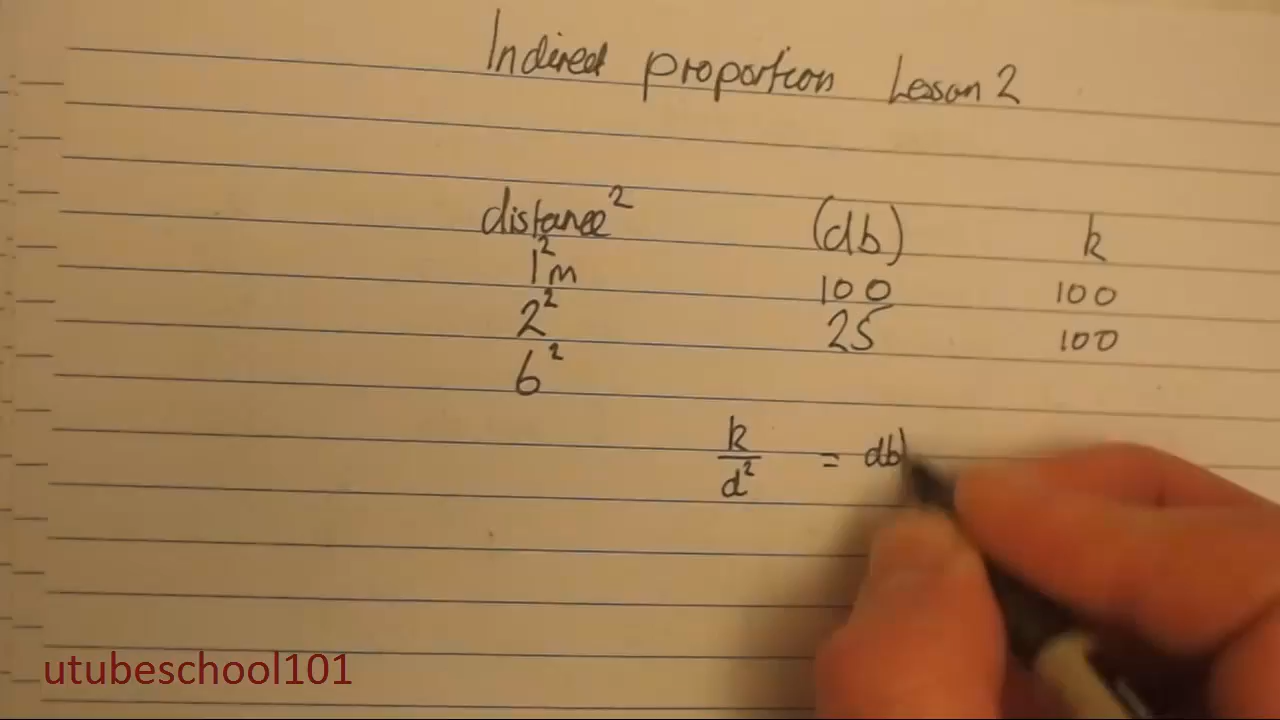 Indirect proportion Lesson 2
distance² (db) k
1²m 100 100
2² 25 100
6²
k/d² = db
utubeschool101